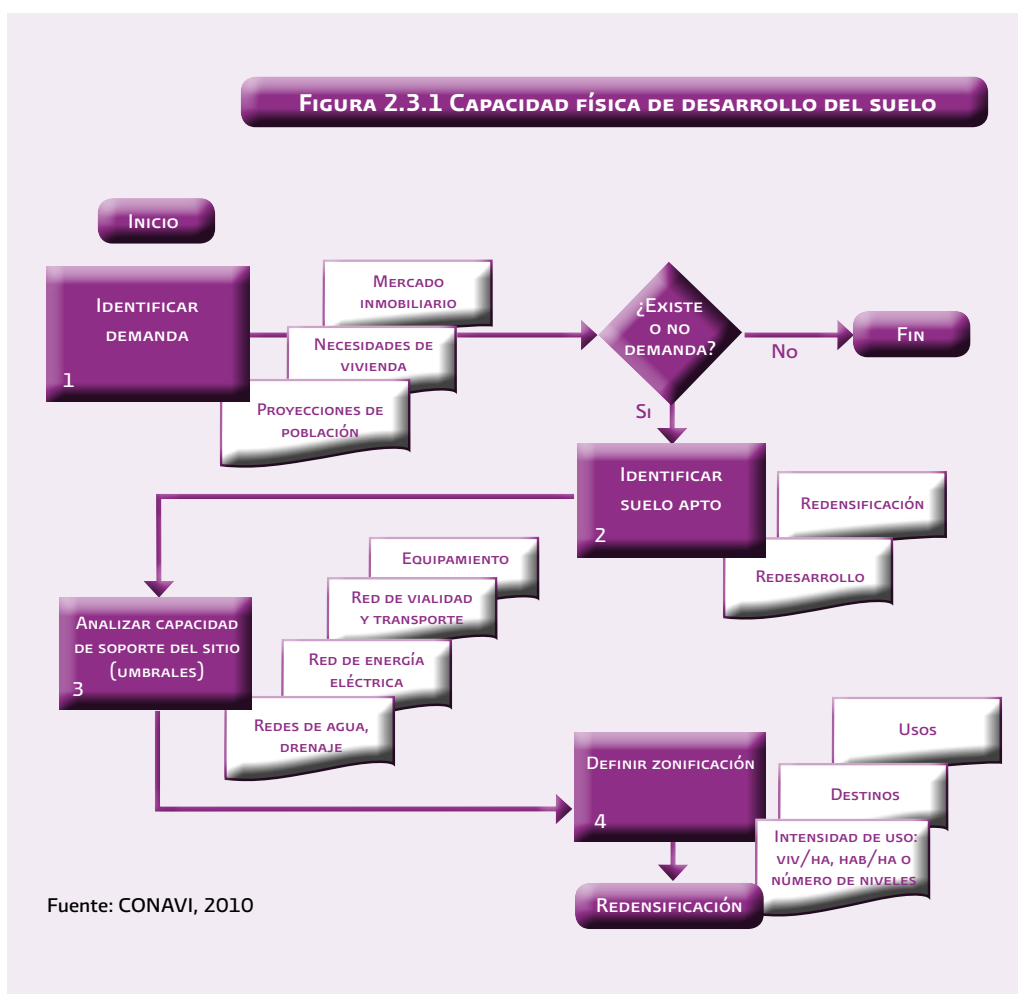 Figura 2.3.1 Capacidad física de desarrollo del suelo
Inicio
Identificar
demanda
1
Mercado
inmobiliario
Necesidades de
vivienda
Proyecciones de
población
¿Existe
o no
demanda?
No
Fin
Si
Identificar
suelo apto
2
Redensificación
Redesarrollo
Analizar capacidad
de soporte del sitio
(umbrales)
3
Equipamiento
Red de vialidad
y transporte
Red de energía
eléctrica
Redes de agua,
drenaje
Definir zonificación
4
Usos
Destinos
Intensidad de uso:
viv/ha, hab/ha o
número de niveles
Redensificación
Fuente: CONAVI, 2010